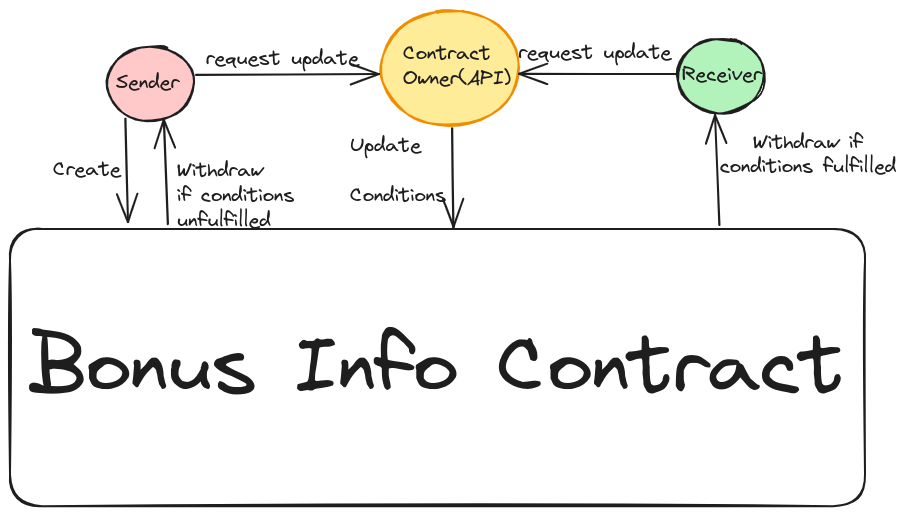 request update
Contract
Owner(API)
request update
Sender
Receiver
Create
Withdraw
if conditions
unfulfilled
Update
Conditions
Withdraw if
conditions fulfilled
Bonus Info Contract